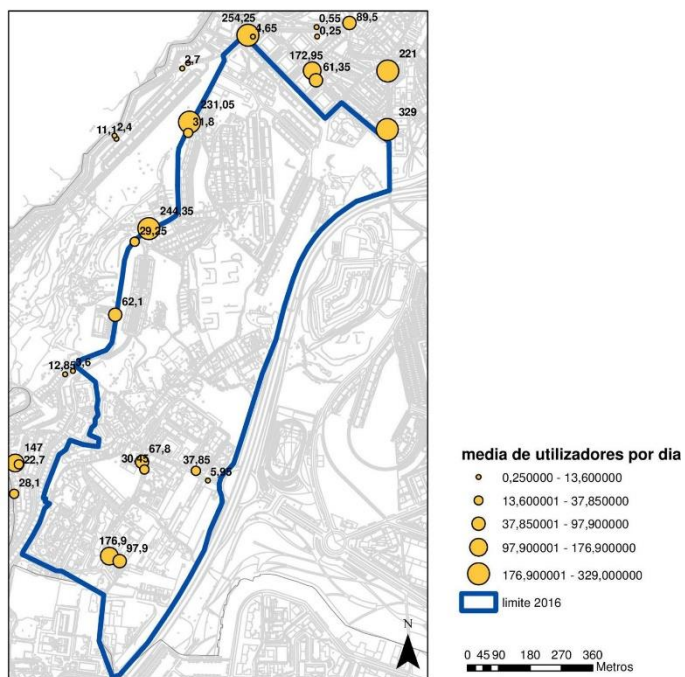 254,25
4,65
0,55
0,25
89,5
172,95
61,35
221
2,7
231,05
31,8
329
11,1
2,4
244,35
29,25
62,1
12,85
147
22,7
28,1
67,8
30,45
37,85
5,95
176,9
97,9
media de utilizadores por dia
0,250000 - 13,600000
13,600001 - 37,850000
37,850001 - 97,900000
97,900001 - 176,900000
176,900001 - 329,000000
limite 2016
N
0 45 90 180 270 360
Metros